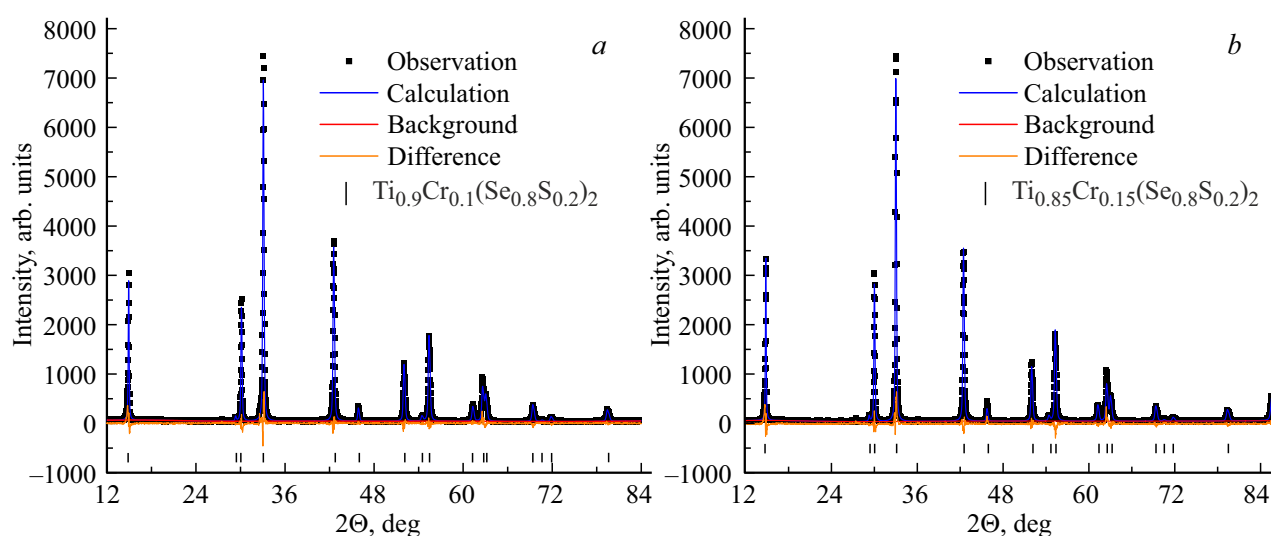 a
8000
7000
6000
5000
4000
3000
2000
1000
0
–1000
Intensity, arb. units
Observation
Calculation
Background
Difference
Ti0.9Cr0.1(Se0.8S0.2)2
12 24 36 48 60 72 84
2Θ, deg
b
8000
7000
6000
5000
4000
3000
2000
1000
0
–1000
Intensity, arb. units
Observation
Calculation
Background
Difference
Ti0.85Cr0.15(Se0.8S0.2)2
12 24 36 48 60 72 84
2Θ, deg